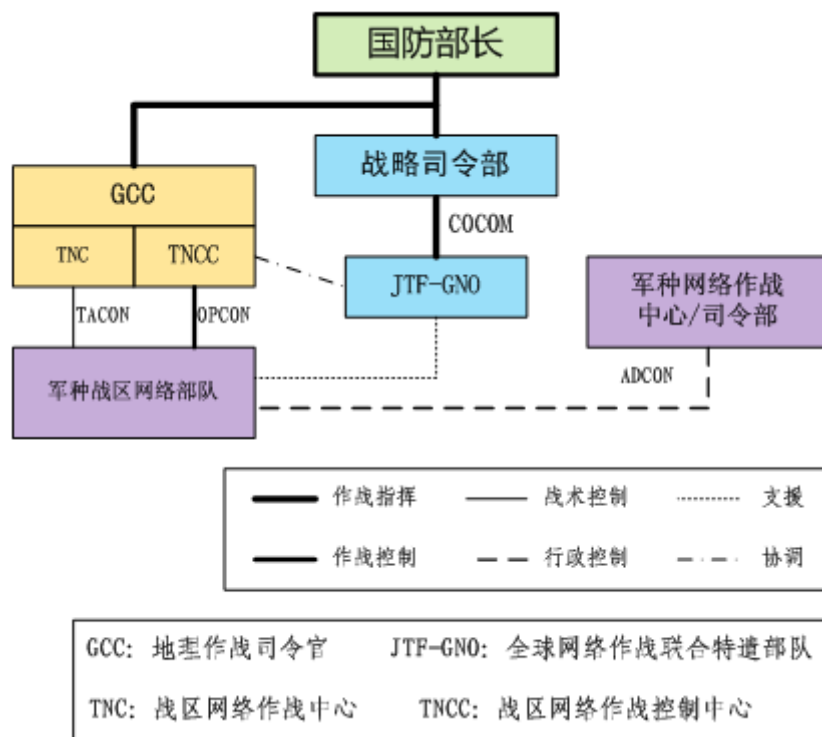 国防部长
战略司令部
GCC
COCOM
TNC
TNCC
JTF-GNO
军种网络作战
中心/司令部
TACON
OPCON
军种战区网络部队
ADCON
作战指挥
战术控制
支援
作战控制
行政控制
协调
GCC: 地理作战司令官
JTF-GNO: 全球网络作战联合特遣部队
TNC: 战区网络作战中心
TNCC: 战区网络作战控制中心